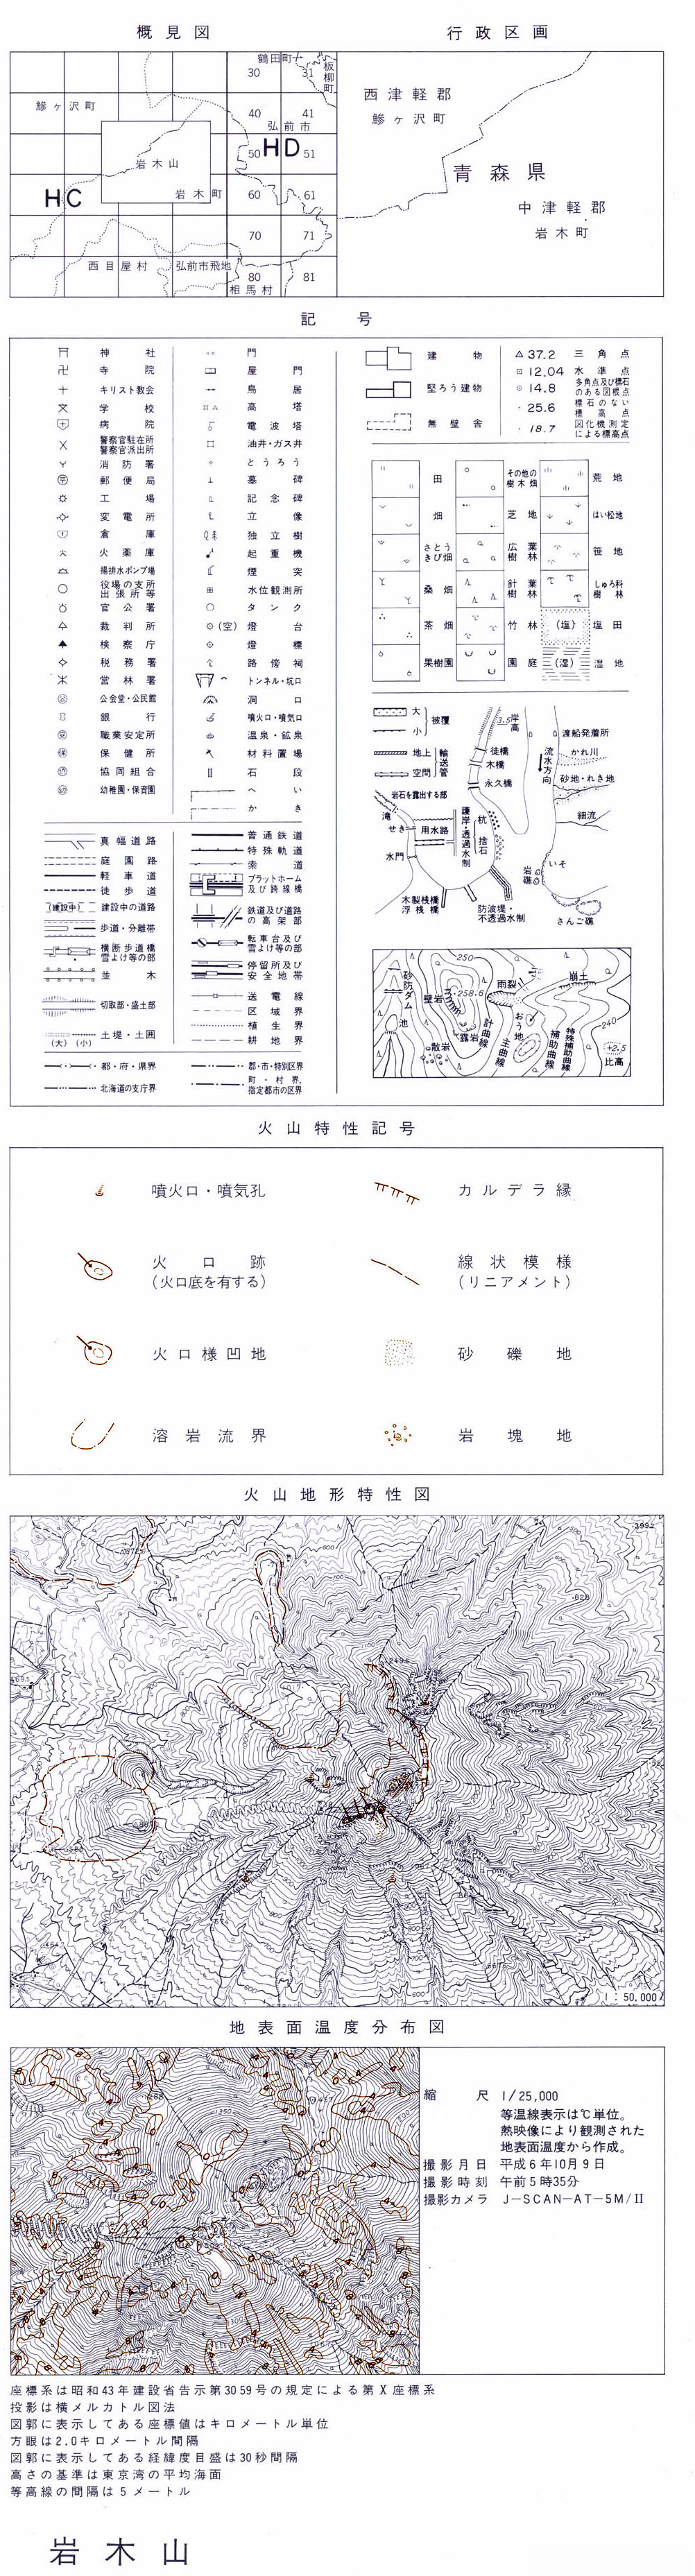 概見図
行政区画
鶴田町
30
31
板柳町
鰺ヶ沢町
40
41
弘前市
岩木山
50
HD
51
HC
岩木町
60
61
70
71
西目屋村
弘前市飛地
80
81
相馬村
西津軽郡
鰺ヶ沢町
青森県
中津軽郡
岩木町
記号
神社
寺院
キリスト教会
学校
病院
警察官駐在所
警察官派出所
消防署
郵便局
工場
変電所
倉庫
火薬庫
揚排水ポンプ場
役場の支所
出張所等
官公署
裁判所
検察庁
税務署
営林署
公会堂・公民館
銀行
職業安定所
保健所
協同組合
幼稚園・保育園
門
屋門
鳥居
高塔
電波塔
油井・ガス井
とうろう
墓碑
記念碑
立像
独立樹
起重機
煙突
水位観測所
タンク
(空)
燈台
燈標
路傍祠
トンネル・坑口
洞口
噴火口・噴気口
温泉・鉱泉
材料置場
石段
へい
かき
真幅道路
庭園路
軽車道
徒歩道
(建設中)
建設中の道路
歩道・分離帯
横断歩道橋
雪よけ等の部
並木
切取部・盛土部
土堤・土囲
(大)(小)
都・府・県界
北海道の支庁界
普通鉄道
特殊軌道
索道
プラットホーム
及び跨線橋
鉄道及び道路
の高架部
転車台及び
雪よけ等の部
停留所及び
安全地帯
送電線
区域界
植生界
耕地界
郡・市・特別区界
町・村界,
指定都市の区界
建物
堅ろう建物
無壁舎
37.2
三角点
12.04
水準点
14.8
多角点及び標石
のある図根点
25.6
標石のない
標高点
18.7
図化機測定
による標高点
田
その他の
樹木畑
荒地
畑
芝地
はい松地
さとう
きび畑
広葉
樹林
笹地
桑畑
針葉
樹林
しゅろ科
樹林
茶畑
竹林
(塩)
塩田
果樹園
園庭
(湿)
湿地
大
小
被覆
地上
空間
輸送管
岩石を露出する部
滝
せき
用水路
水門
3.5
岸高
徒橋
木橋
永久橋
護岸・透過水制
杭
捨石
木製桟橋
浮桟橋
防波堤・
不透過水制
渡船発着所
流水方向
かれ川
砂地・れき地
細流
岩礁
いそ
さんご礁
250
砂防ダム
壁岩
258.6
雨裂
崩土
池
散岩
露岩
計曲線
主曲線
おう地
補助曲線
特殊補助曲線
240
+2.5
比高
火山特性記号
噴火口・噴気孔
カルデラ縁
火口跡
(火口底を有する)
線状模様
(リニアメント)
火口様凹地
砂礫地
溶岩流界
岩塊地
火山地形特性図
1：50,000
地表面温度分布図
縮尺 1/25,000
等温線表示は℃単位。
熱映像により観測された
地表面温度から作成。
撮影月日 平成6年10月9日
撮影時刻 午前5時35分
撮影カメラ J-SCAN-AT-5M/II
座標系は昭和43年建設省告示第3059号の規定による第X座標系
投影は横メルカトル図法
図郭に表示してある座標値はキロメートル単位
方眼は2.0キロメートル間隔
図郭に表示してある経緯度目盛は30秒間隔
高さの基準は東京湾の平均海面
等高線の間隔は5メートル
岩木山